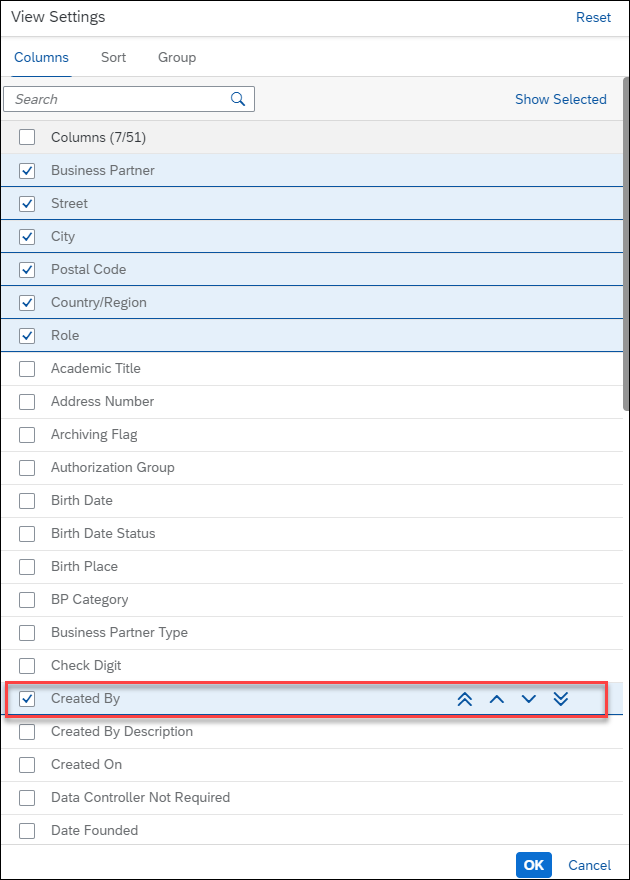 View Settings Reset
Columns Sort Group
Search Show Selected
Columns (7/51)
Business Partner
Street
City
Postal Code
Country/Region
Role
Academic Title
Address Number
Archiving Flag
Authorization Group
Birth Date
Birth Date Status
Birth Place
BP Category
Business Partner Type
Check Digit
Created By
Created By Description
Created On
Data Controller Not Required
Date Founded
OK Cancel